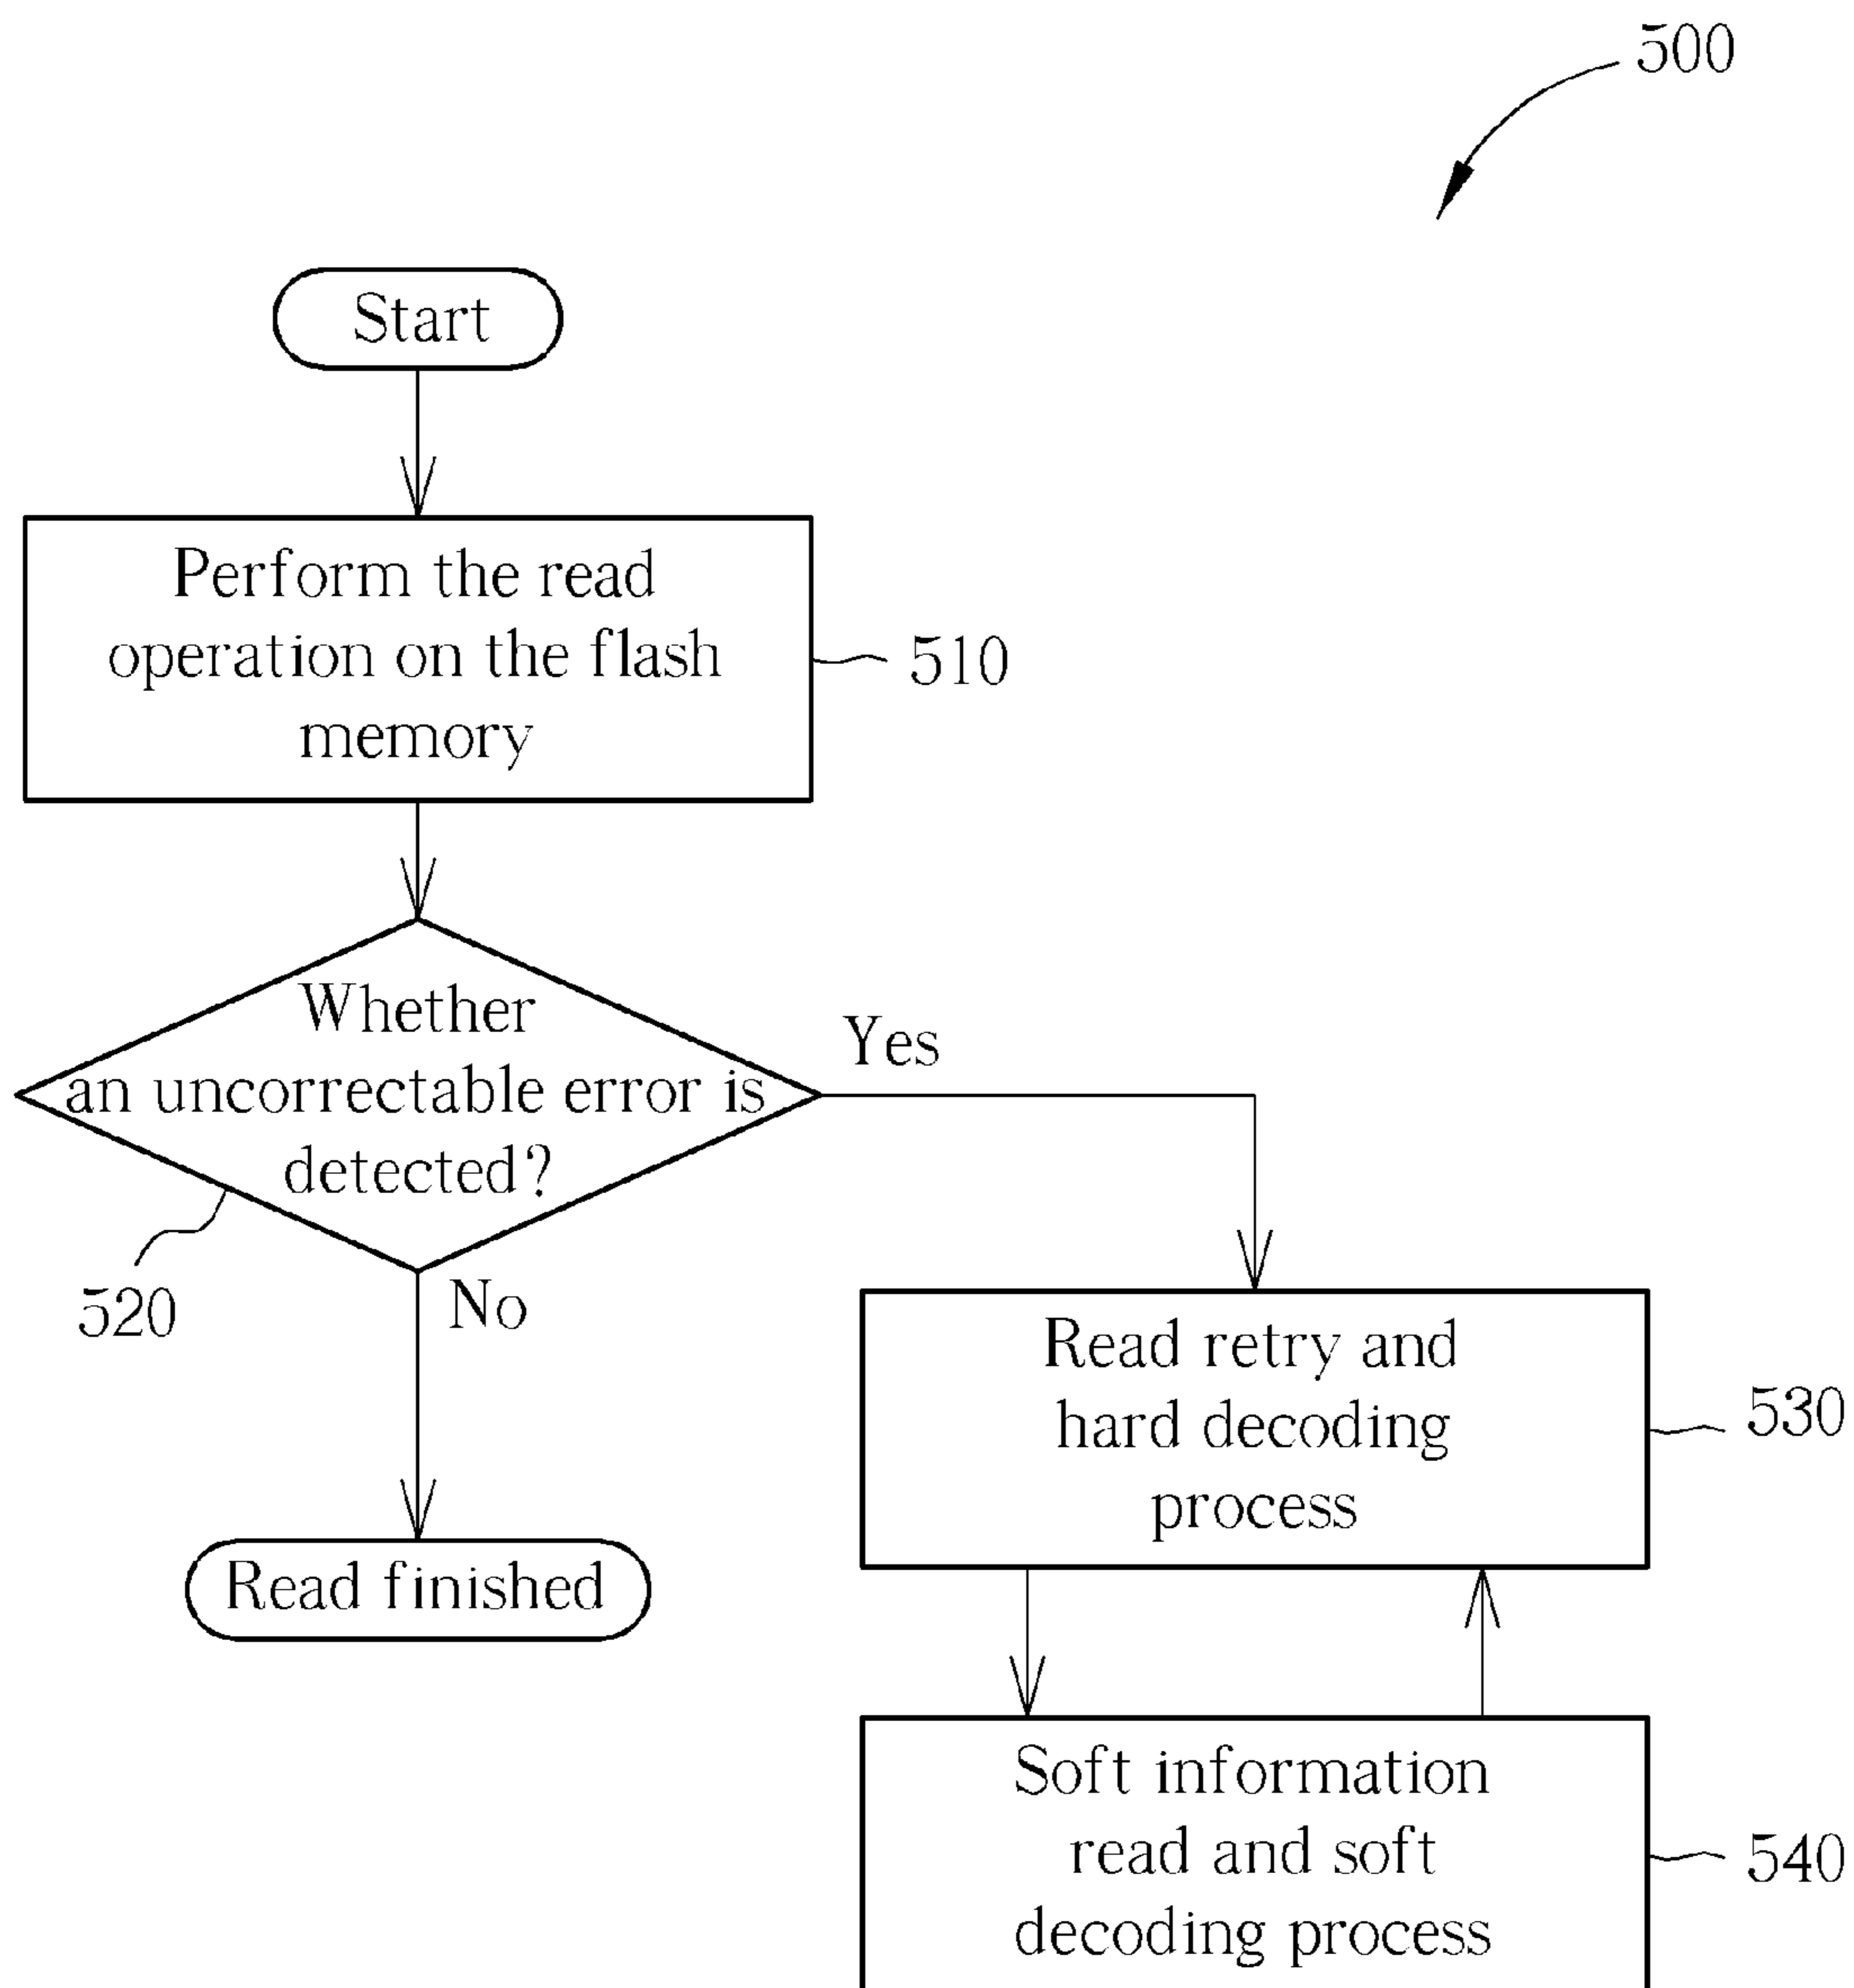 500
Start
Perform the read
operation on the flash
memory
510
Whether
an uncorrectable error is
detected?
Yes
520
No
Read retry and
hard decoding
process
530
Read finished
Soft information
read and soft
decoding process
540